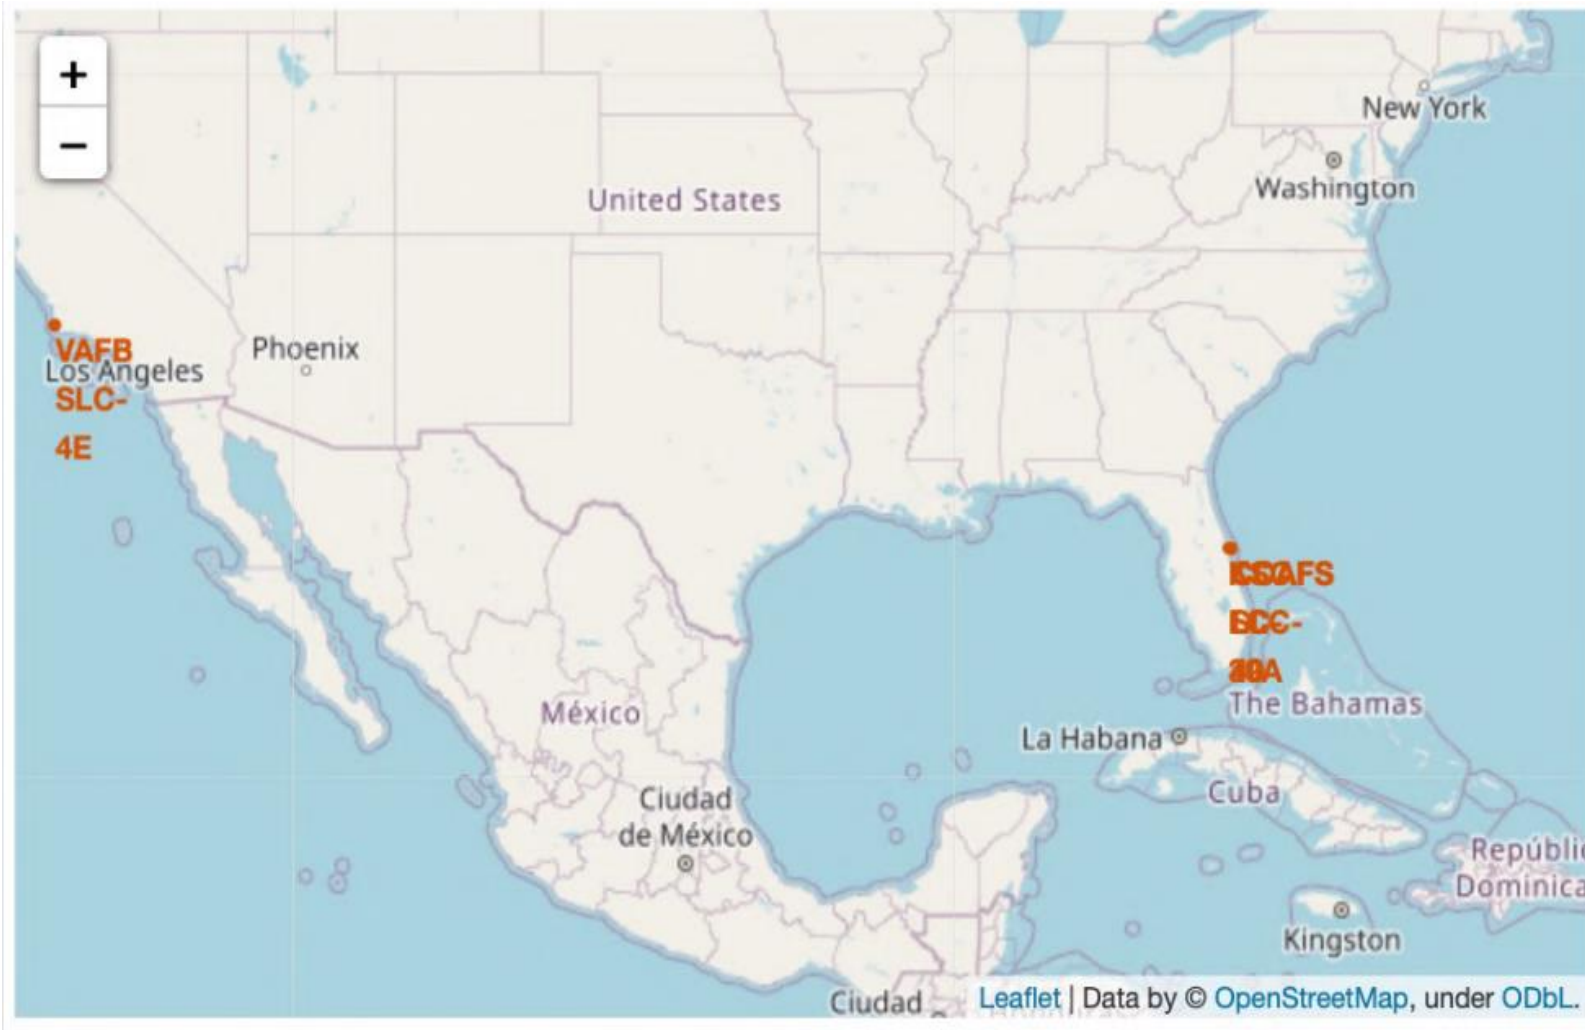 +
−
New York
Washington
United States
VAFB
Los Angeles
SLC-
4E
Phoenix
The Bahamas
México
La Habana
Cuba
Ciudad
de México
Repúblic
Dominica
Kingston
Ciudad
Leaflet | Data by © OpenStreetMap, under ODbL.